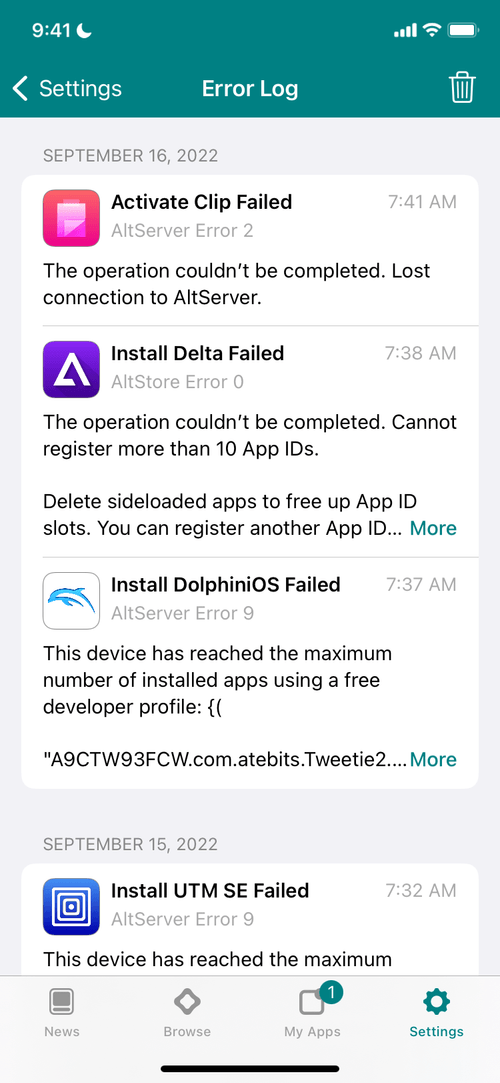 9:41
Settings
Error Log
SEPTEMBER 16, 2022
Activate Clip Failed
7:41 AM
AltServer Error 2
The operation couldn’t be completed. Lost
connection to AltServer.
Install Delta Failed
7:38 AM
AltStore Error 0
The operation couldn’t be completed. Cannot
register more than 10 App IDs.
Delete sideloaded apps to free up App ID
slots. You can register another App ID... More
Install DolphiniOS Failed
7:37 AM
AltServer Error 9
This device has reached the maximum
number of installed apps using a free
developer profile: {(
"A9CTW93FCW.com.atebits.Tweetie2.... More
SEPTEMBER 15, 2022
Install UTM SE Failed
7:32 AM
AltServer Error 9
This device has reached the maximum
1
News
Browse
My Apps
Settings